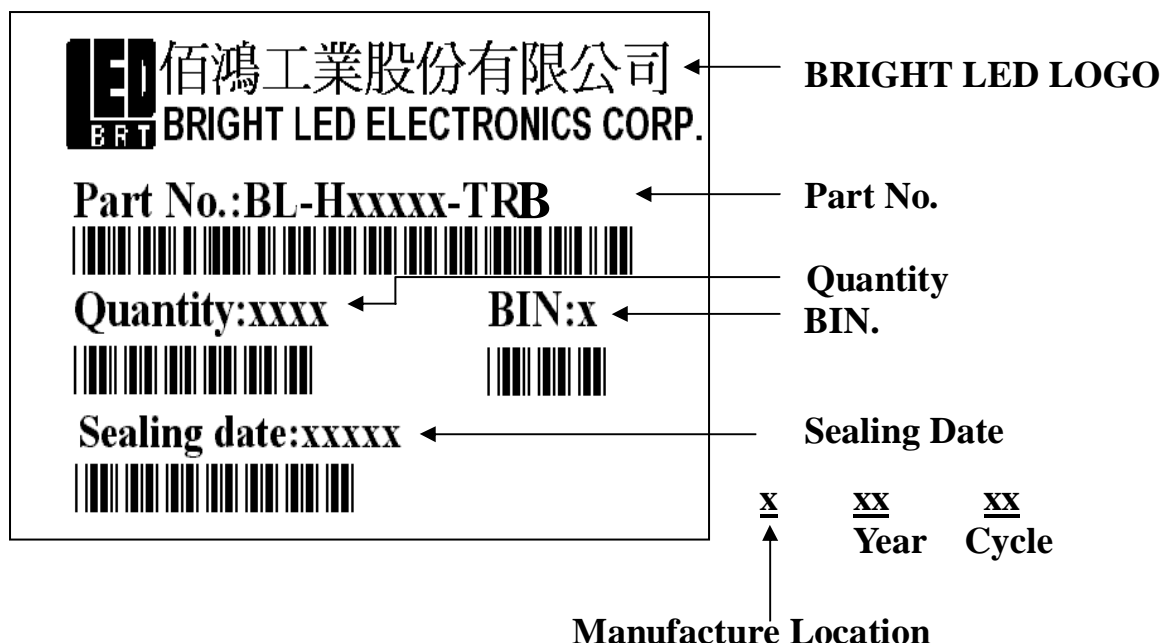 LED 佰鴻工業股份有限公司
BRT BRIGHT LED ELECTRONICS CORP.
BRIGHT LED LOGO
Part No.:BL-Hxxxxx-TRB
Part No.
Quantity:xxxx
BIN:x
Quantity
BIN.
Sealing date:xxxxx
Sealing Date
x xx xx
Year Cycle
Manufacture Location